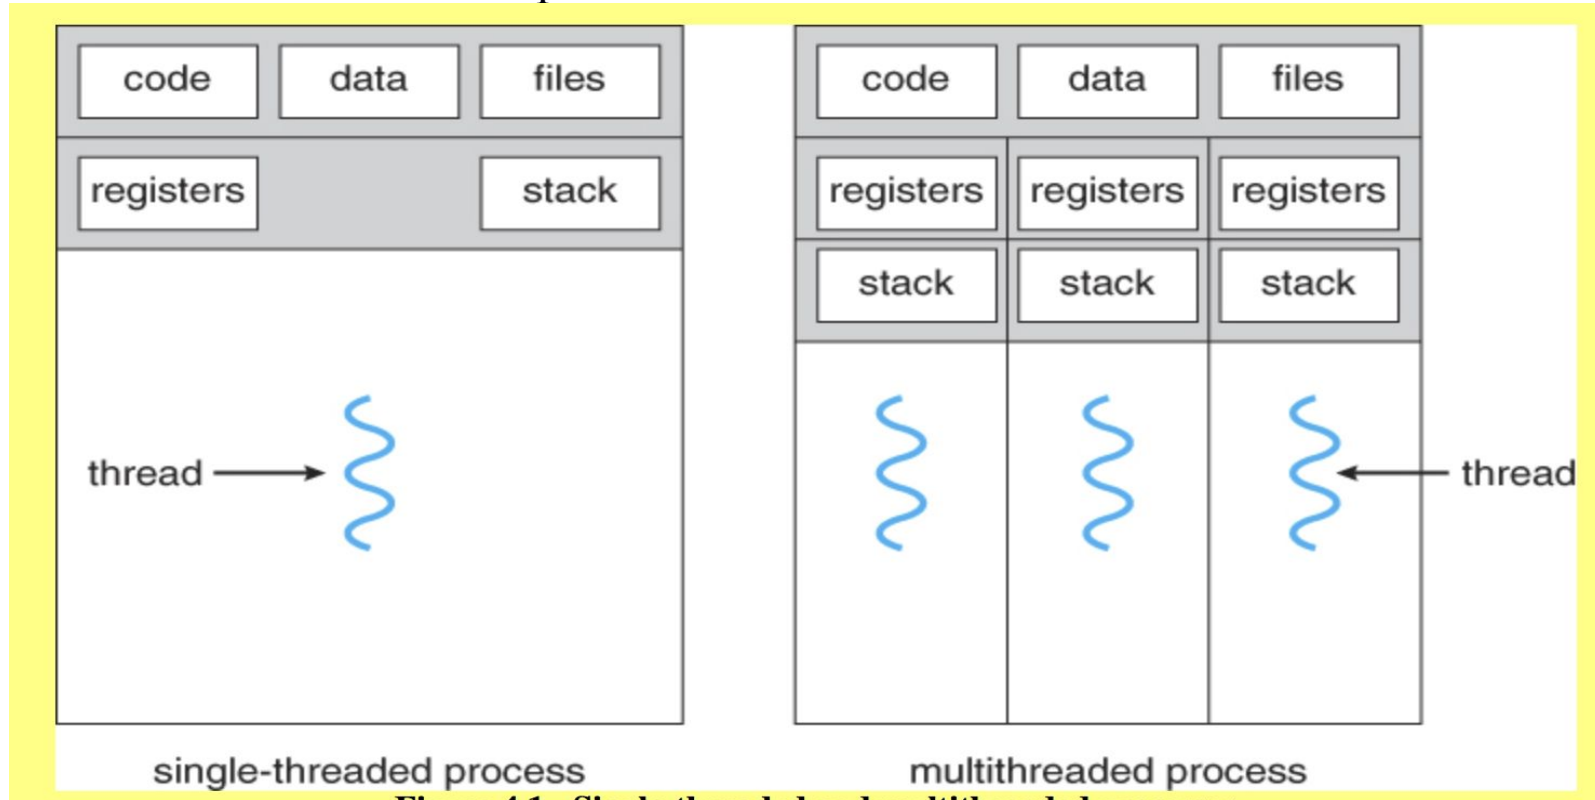 code data files
registers stack
thread
single-threaded process
code data files
registers registers registers
stack stack stack
thread
multithreaded process